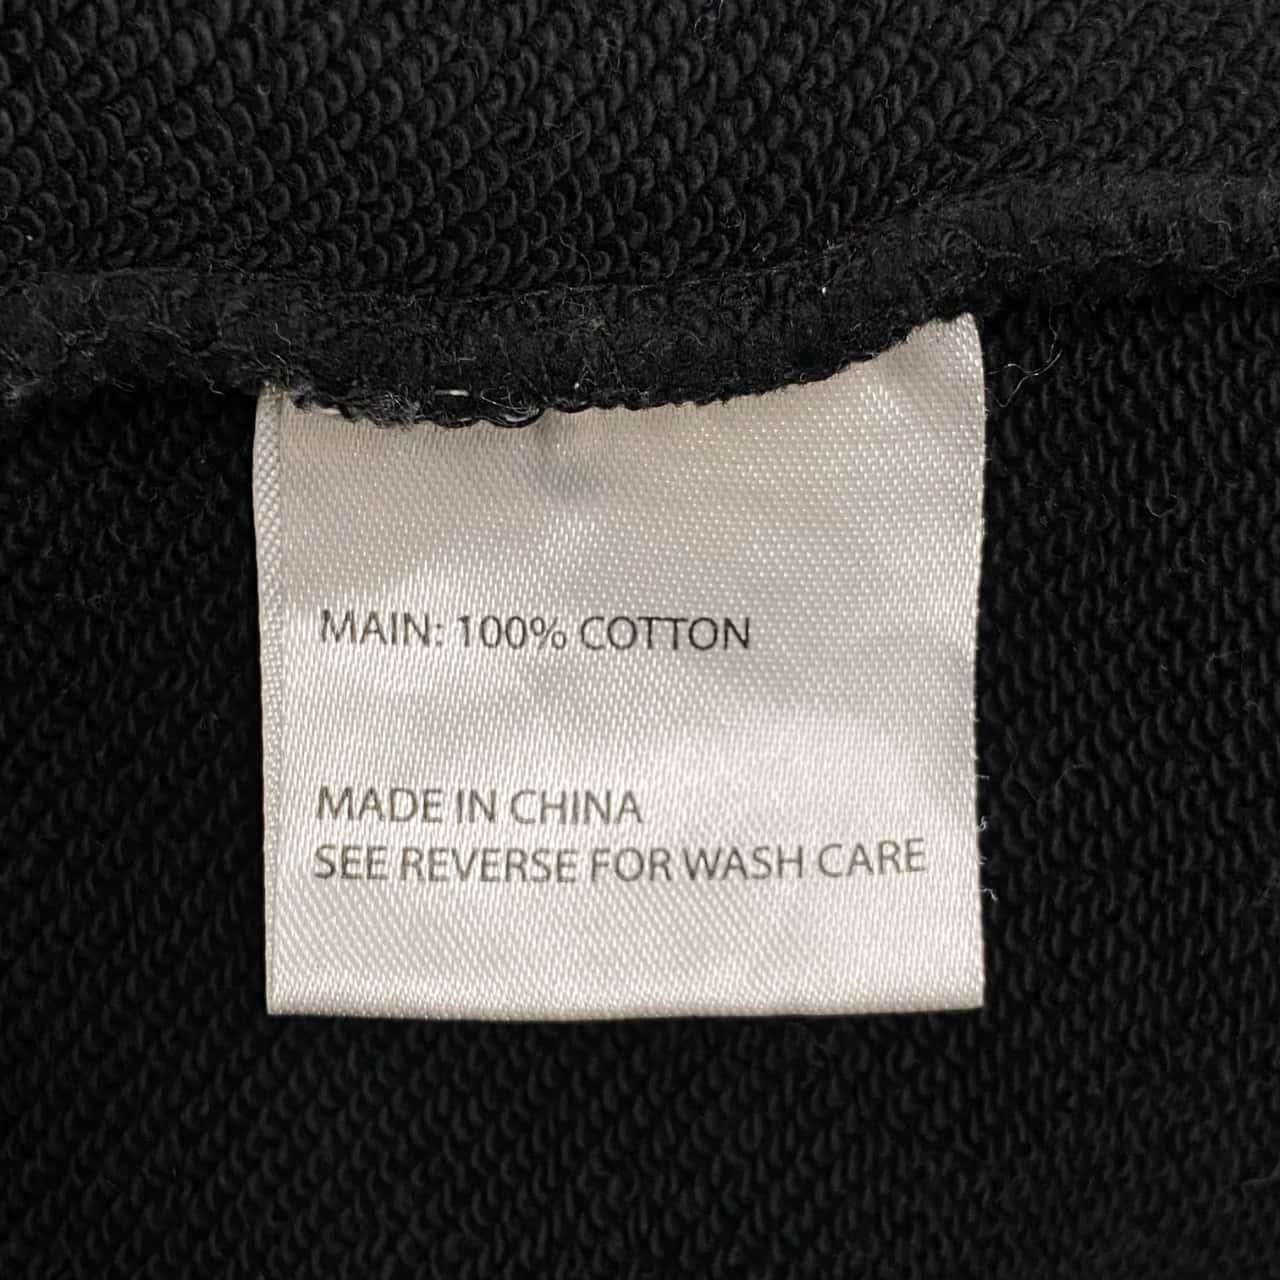 MAIN: 100% COTTON
MADE IN CHINA
SEE REVERSE FOR WASH CARE